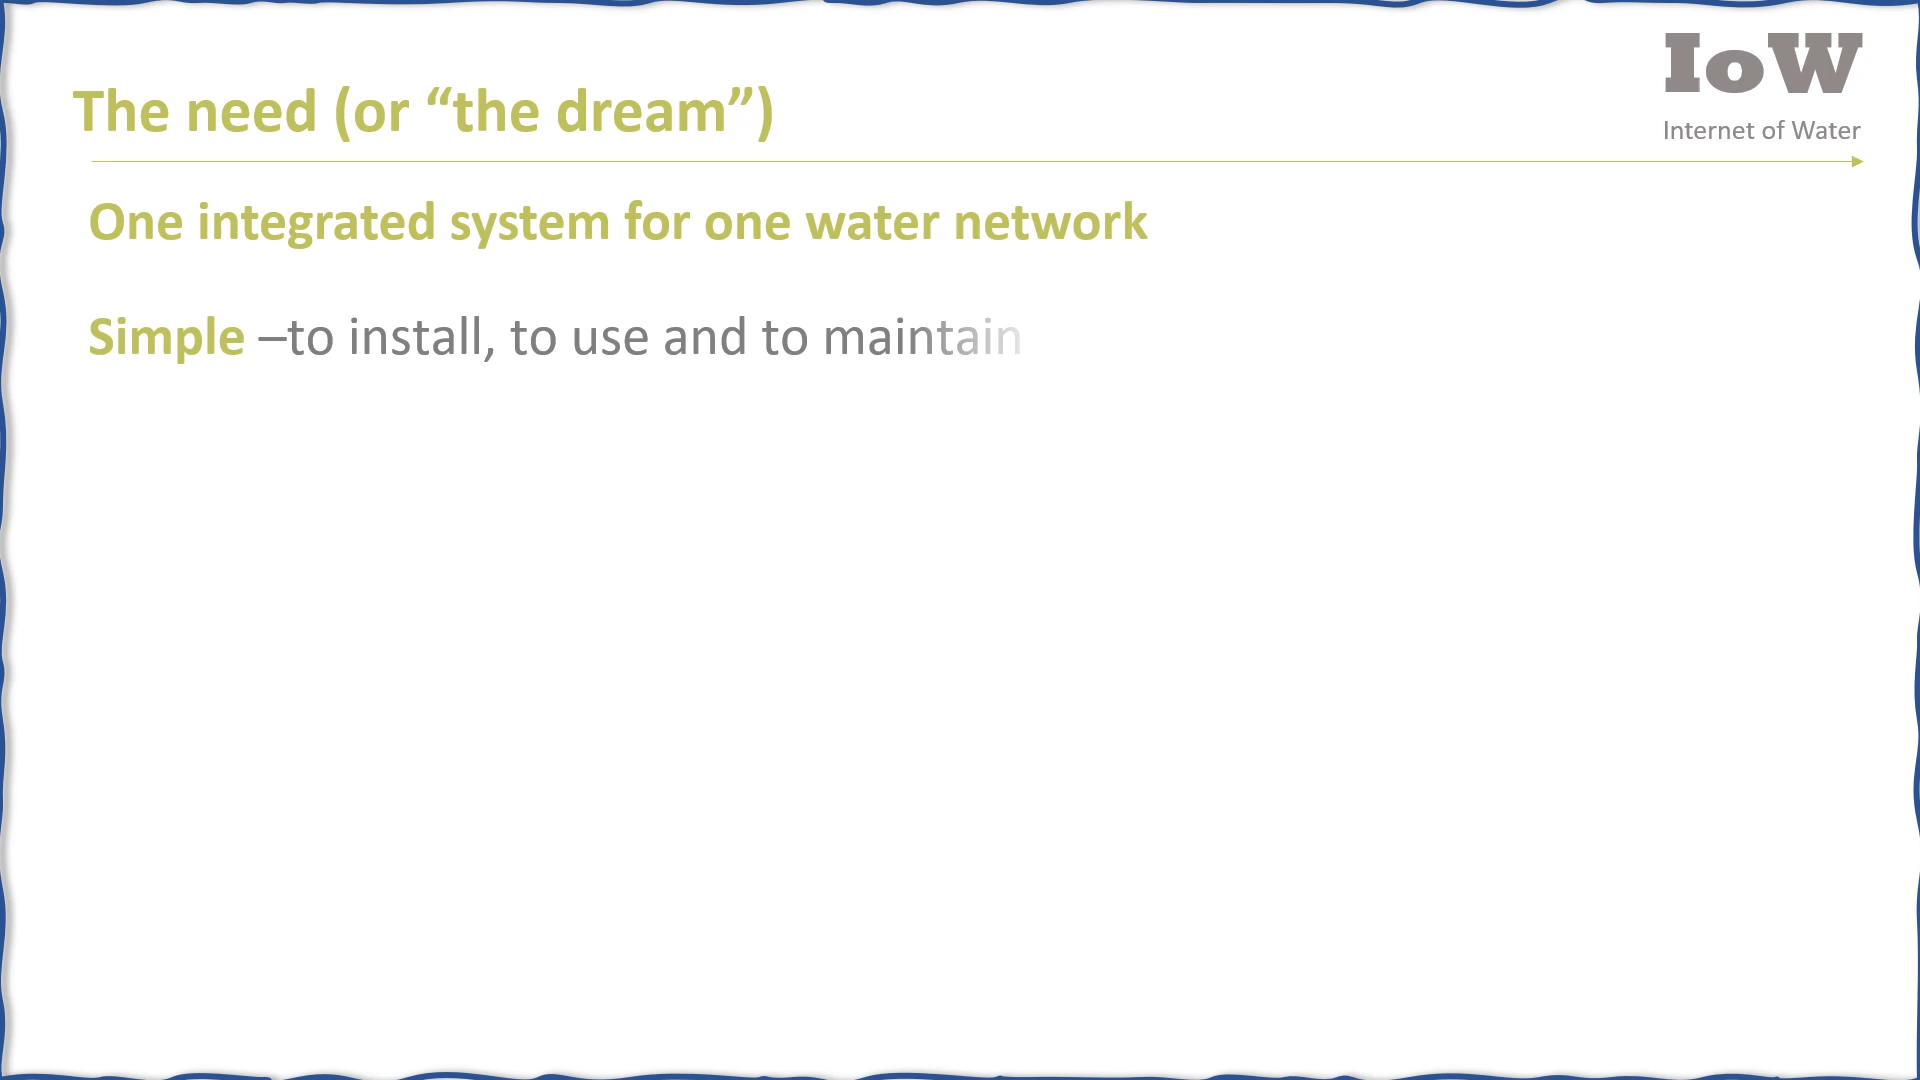 IoW
Internet of Water
The need (or “the dream”)
One integrated system for one water network
Simple –to install, to use and to maintain